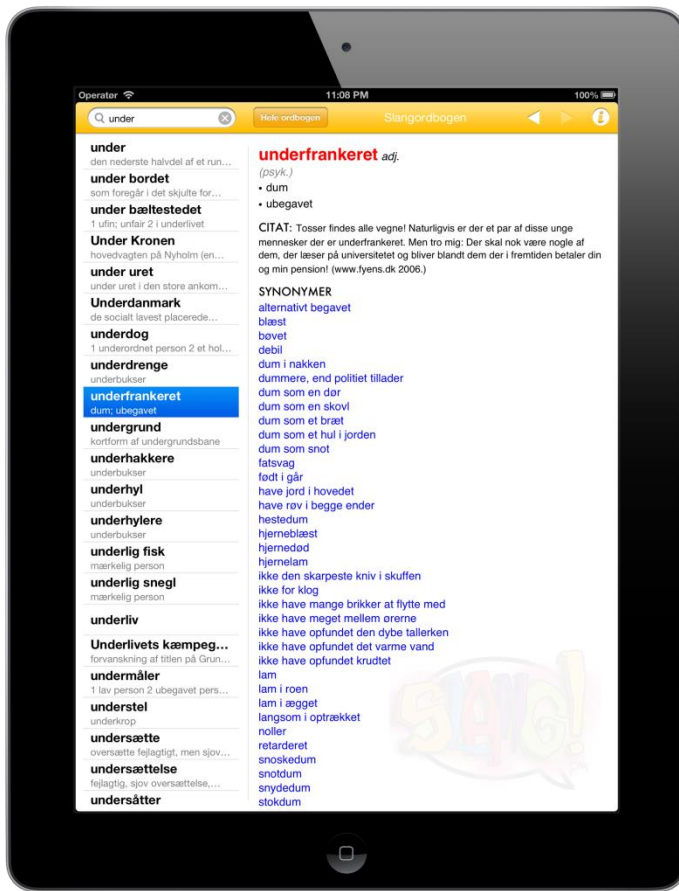 Operatør
11:08 PM
100%
under
Hele ordbogen
Slangordbogen
under
den nederste halvdel af et run…
under bordet
som foregår i det skjulte for…
under bæltestedet
1 ufin; unfair 2 i underlivet
Under Kronen
hovedvagten på Nyholm (en…
under uret
under uret i den store ankom…
Underdanmark
de socialt lavest placerede…
underdog
1 underordnet person 2 et hol…
underdrenge
underbukser
underfrankeret
dum; ubegavet
undergrund
kortform af undergrundsbane
underhakkere
underbukser
underhyl
underbukser
underhylere
underbukser
underlig fisk
mærkelig person
underlig snegl
mærkelig person
underliv
Underlivets kæmpeg…
forvanskning af titlen på Grun…
undermåler
1 lav person 2 ubegavet pers…
understel
underkrop
undersætte
oversætte fejlagtigt, men sjov…
undersættelse
fejlagtig, sjov oversættelse,…
undersåtter
underfrankeret adj.
(psyk.)
• dum
• ubegavet
CITAT: Tosser findes alle vegne! Naturligvis er der et par af disse unge
mennesker der er underfrankeret. Men tro mig: Der skal nok være nogle af
dem, der læser på universitetet og bliver blandt dem der i fremtiden betaler din
og min pension! (www.fyens.dk 2006.)
SYNONYMER
alternativt begavet
blæst
bøvet
debil
dum i nakken
dummere, end politiet tillader
dum som en dør
dum som en skovl
dum som et bræt
dum som et hul i jorden
dum som snot
fatsvag
født i går
have jord i hovedet
have røv i begge ender
hestedum
hjerneblæst
hjernedød
hjernelam
ikke den skarpeste kniv i skuffen
ikke for klog
ikke have mange brikker at flytte med
ikke have meget mellem ørerne
ikke have opfundet den dybe tallerken
ikke have opfundet det varme vand
ikke have opfundet krudtet
lam
lam i roen
lam i ægget
langsom i optrækket
noller
retarderet
snoskedum
snotdum
snydedum
stokdum
SLANG!